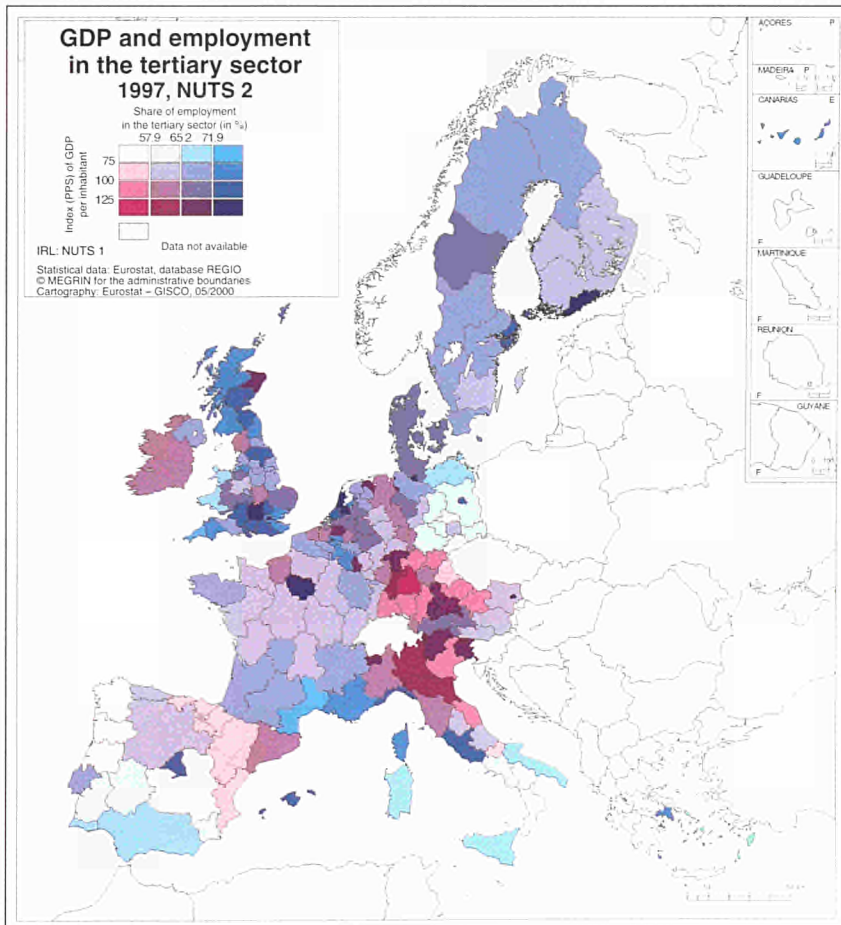 GDP and employment
in the tertiary sector
1997, NUTS 2
Share of employment
in the tertiary sector (in %)
57.9 65.2 71.9
Index (PPS) of GDP
per inhabitant
75
100
125
Data not available
IRL: NUTS 1
Statistical data: Eurostat, database REGIO
© MEGRIN for the administrative boundaries
Cartography: Eurostat – GISCO, 05/2000
AÇORES P
MADEIRA P
CANARIAS E
GUADELOUPE
F
MARTINIQUE
F
REUNION
F
GUYANE
F